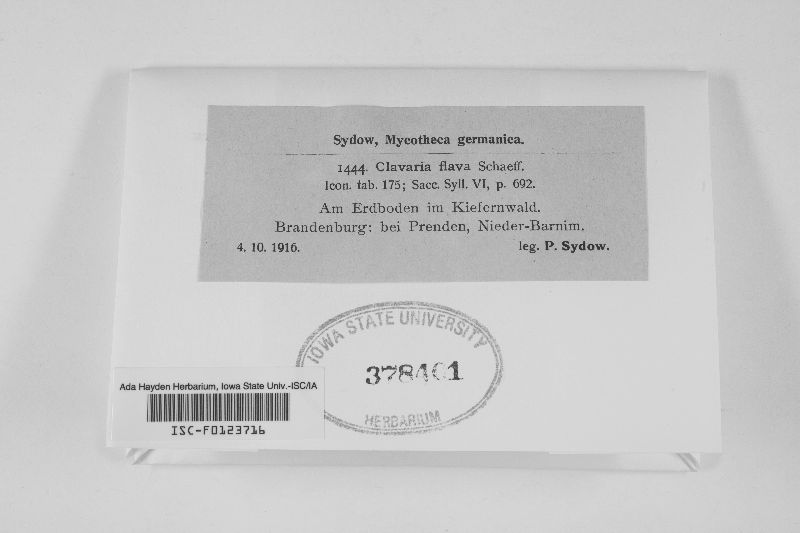 Sydow, Mycotheca germanica.
1444. Clavaria flava Schaeff.
Icon. tab. 175; Sacc. Syll. VI, p. 692.
Am Erdboden im Kiefernwald.
Brandenburg: bei Prenden, Nieder-Barnim.
4. 10. 1916. leg. P. Sydow.
IOWA STATE UNIVERSITY
378461
HERBARIUM
Ada Hayden Herbarium, Iowa State Univ.-ISC/IA
ISC-F0123716